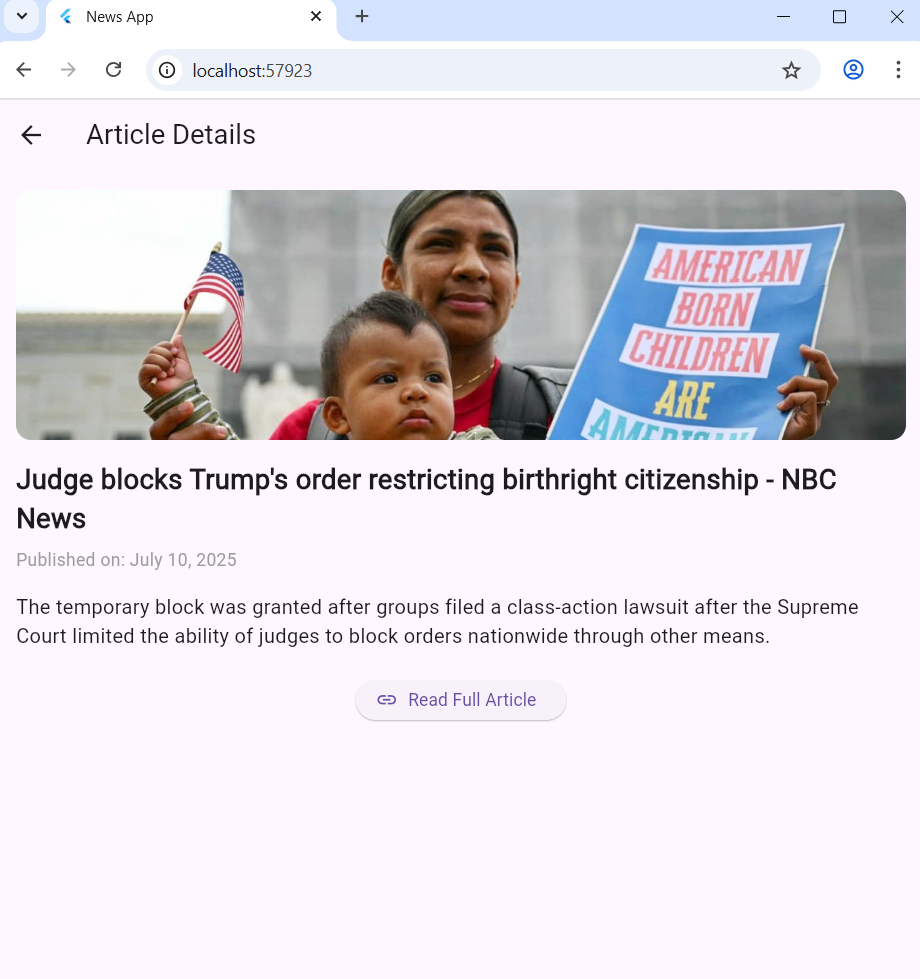 News App
localhost:57923
Article Details
AMERICAN
BORN
CHILDREN
ARE
AMERICAN
Judge blocks Trump's order restricting birthright citizenship - NBC
News
Published on: July 10, 2025
The temporary block was granted after groups filed a class-action lawsuit after the Supreme
Court limited the ability of judges to block orders nationwide through other means.
Read Full Article